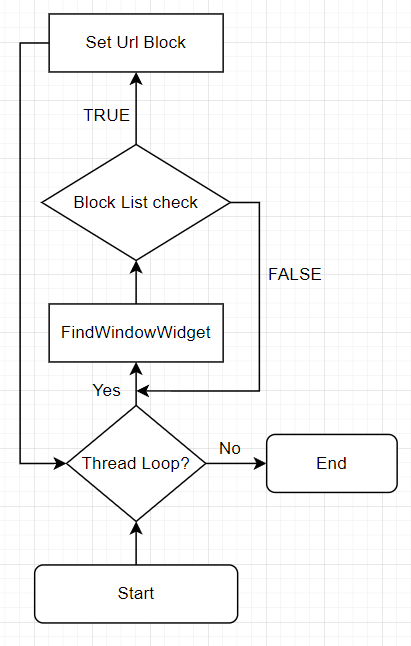 Set Url Block
TRUE
Block List check
FALSE
FindWindowWidget
Yes
Thread Loop?
No
End
Start